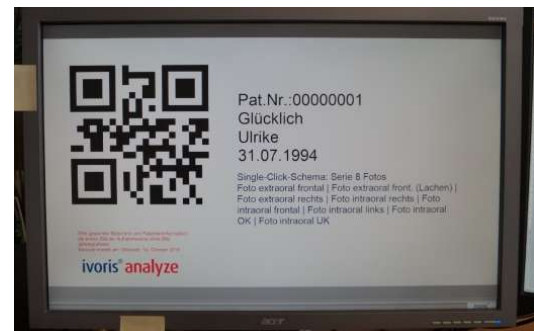 Pat.Nr.:00000001
Glücklich
Ulrike
31.07.1994
Single-Click-Schema: Serie 8 Fotos
Foto extraoral frontal | Foto extraoral front. (Lachen) |
Foto extraoral rechts | Foto intraoral rechts | Foto
intraoral frontal | Foto intraoral links | Foto intraoral
OK | Foto intraoral UK
ivoris® analyze
acer